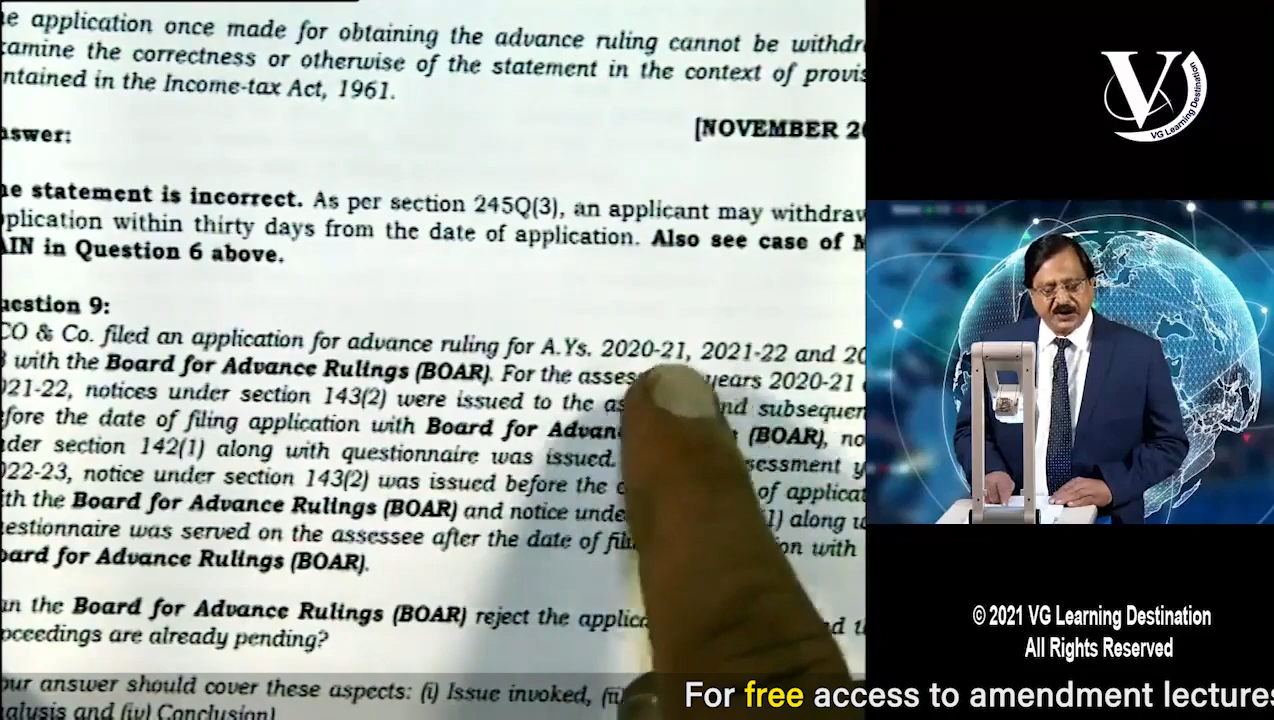 e application once made for obtaining the advance ruling cannot be withdr
amine the correctness or otherwise of the statement in the context of provis
ntained in the Income-tax Act, 1961.
[NOVEMBER 20
nswer:
he statement is incorrect. As per section 245Q(3), an applicant may withdraw
plication within thirty days from the date of application. Also see case of M
AIN in Question 6 above.
uestion 9:
CO & Co. filed an application for advance ruling for A.Ys. 2020-21, 2021-22 and 20
with the Board for Advance Rulings (BOAR). For the asses years 2020-21
021-22, notices under section 143(2) were issued to the as nd subsequen
fore the date of filing application with Board for Advan (BOAR), no
der section 142(1) along with questionnaire was issued. sessment y
022-23, notice under section 143(2) was issued before the of applicat
ith the Board for Advance Rulings (BOAR) and notice unde 1) along w
estionnaire was served on the assessee after the date of fili on with
oard for Advance Rulings (BOAR).
an the Board for Advance Rulings (BOAR) reject the applic d t
oceedings are already pending?
our answer should cover these aspects: (i) Issue invoked, (ii)
alysis and (iv) Conclusion)
V
VG Learning Destination
© 2021 VG Learning Destination
All Rights Reserved
For free access to amendment lectures